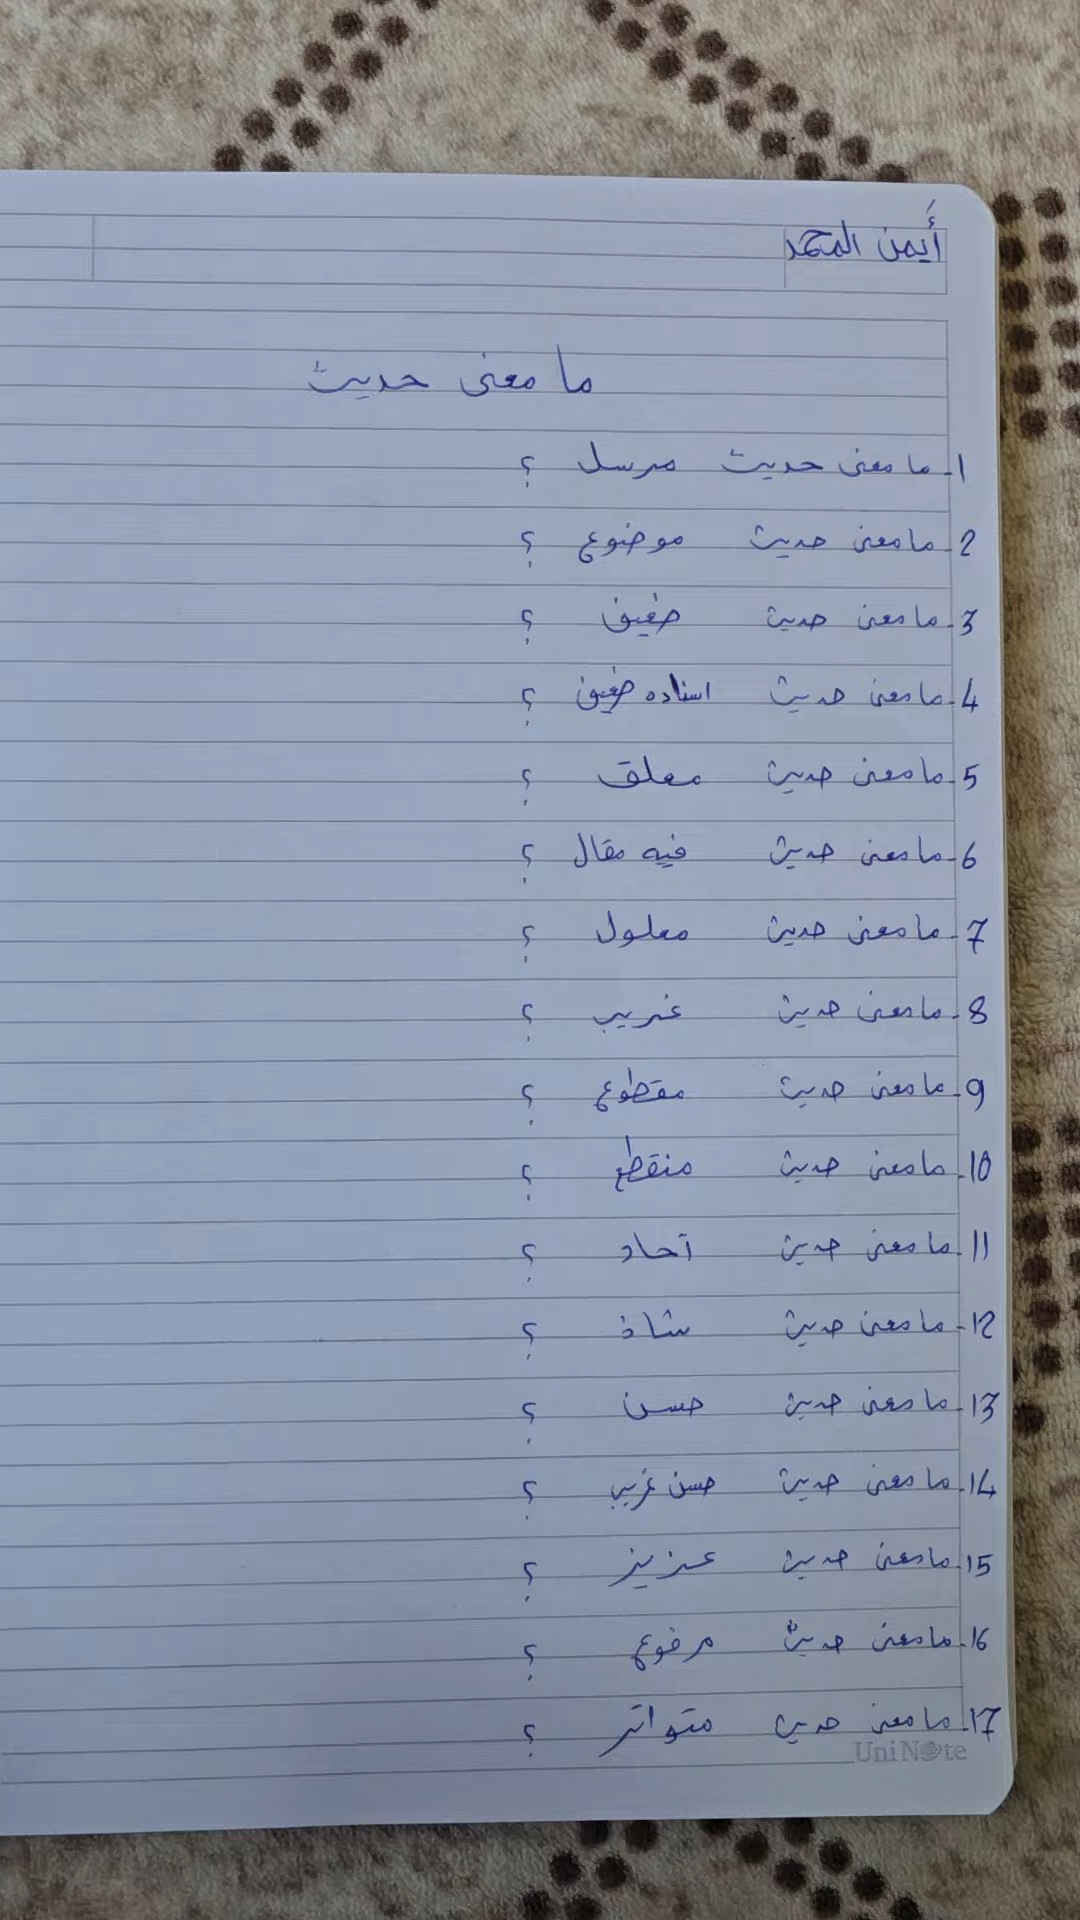 أَيمن المحمد
ما معنى حديث
1- ما معنى حديث مرسل ؟
2- ما معنى حديث موضوع ؟
3- ما معنى حديث ضعيف ؟
4- ما معنى حديث اسناده ضعيف ؟
5- ما معنى حديث معلق ؟
6- ما معنى حديث فيه مقال ؟
7- ما معنى حديث معلول ؟
8- ما معنى حديث غريب ؟
9- ما معنى حديث مقطوع ؟
10- ما معنى حديث منقطع ؟
11- ما معنى حديث آحاد ؟
12- ما معنى حديث شاذ ؟
13- ما معنى حديث حسن ؟
14- ما معنى حديث حسن غريب ؟
15- ما معنى حديث عزيز ؟
16- ما معنى حديث مرفوع ؟
17- ما معنى حديث متواتر ؟
UniNote